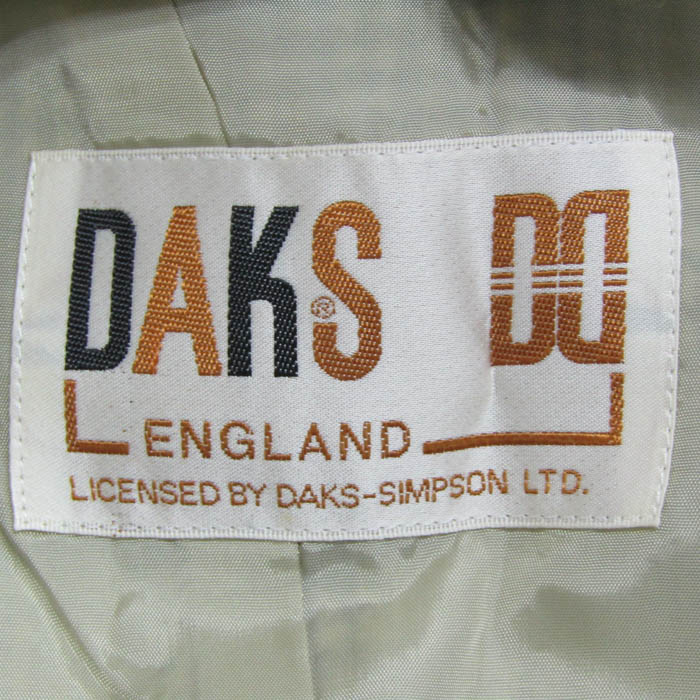 DAKS® DD
ENGLAND
LICENSED BY DAKS-SIMPSON LTD.